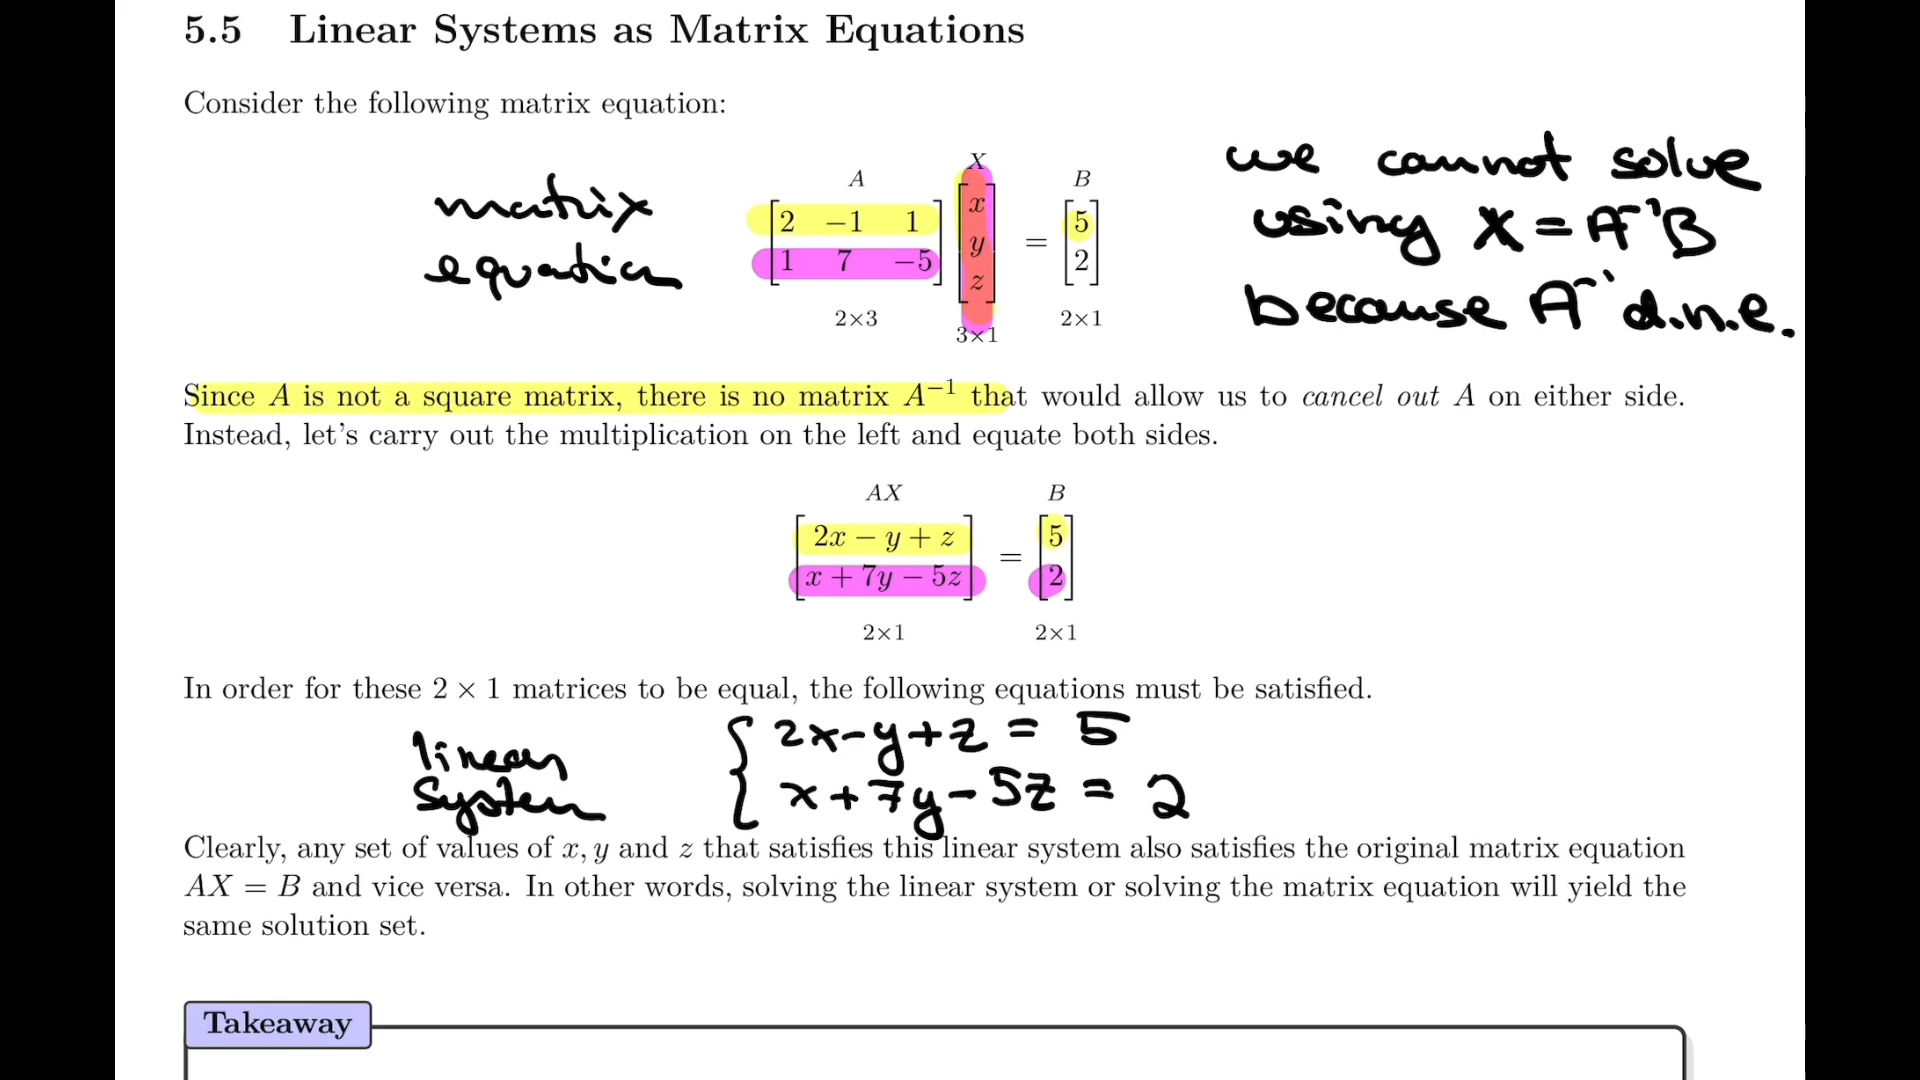 5.5 Linear Systems as Matrix Equations
Consider the following matrix equation:
we cannot solve
using X = A⁻¹B
because A⁻¹ d.n.e.
matrix
equation
A X B
[2 −1 1; 1 7 −5] [x; y; z] = [5; 2]
2×3 3×1 2×1
Since A is not a square matrix, there is no matrix A⁻¹ that would allow us to cancel out A on either side.
Instead, let's carry out the multiplication on the left and equate both sides.
AX B
[2x − y + z; x + 7y − 5z] = [5; 2]
2×1 2×1
In order for these 2 × 1 matrices to be equal, the following equations must be satisfied.
linear
system
{ 2x-y+z = 5
x+7y-5z = 2
Clearly, any set of values of x, y and z that satisfies this linear system also satisfies the original matrix equation
AX = B and vice versa. In other words, solving the linear system or solving the matrix equation will yield the
same solution set.
Takeaway